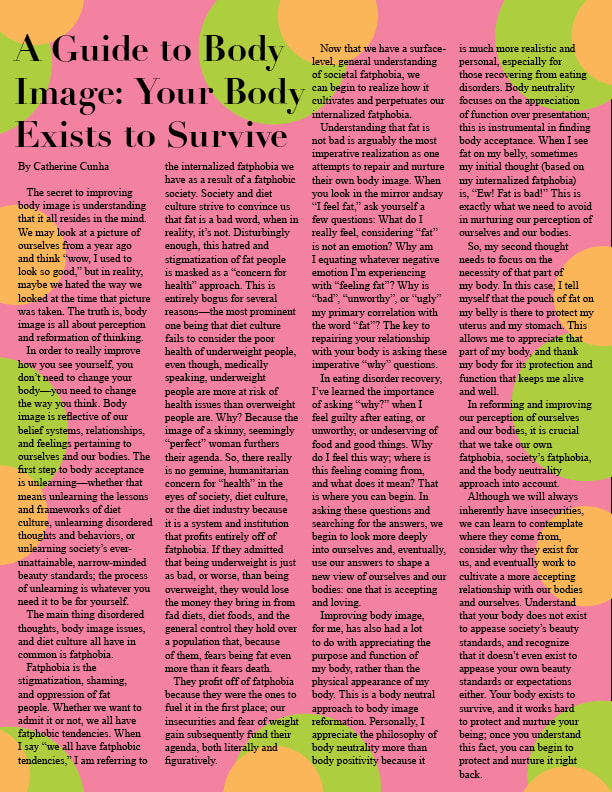 A Guide to Body
Image: Your Body
Exists to Survive
By Catherine Cunha
The secret to improving
body image is understanding
that it all resides in the mind.
We may look at a picture of
ourselves from a year ago
and think “wow, I used to
look so good,” but in reality,
maybe we hated the way we
looked at the time that picture
was taken. The truth is, body
image is all about perception
and reformation of thinking.
In order to really improve
how you see yourself, you
don’t need to change your
body—you need to change
the way you think. Body
image is reflective of our
belief systems, relationships,
and feelings pertaining to
ourselves and our bodies. The
first step to body acceptance
is unlearning—whether that
means unlearning the lessons
and frameworks of diet
culture, unlearning disordered
thoughts and behaviors, or
unlearning society’s ever-
unattainable, narrow-minded
beauty standards; the process
of unlearning is whatever you
need it to be for yourself.
The main thing disordered
thoughts, body image issues,
and diet culture all have in
common is fatphobia.
Fatphobia is the
stigmatization, shaming,
and oppression of fat
people. Whether we want to
admit it or not, we all have
fatphobic tendencies. When
I say “we all have fatphobic
tendencies,” I am referring to
the internalized fatphobia we
have as a result of a fatphobic
society. Society and diet
culture strive to convince us
that fat is a bad word, when in
reality, it’s not. Disturbingly
enough, this hatred and
stigmatization of fat people
is masked as a “concern for
health” approach. This is
entirely bogus for several
reasons—the most prominent
one being that diet culture
fails to consider the poor
health of underweight people,
even though, medically
speaking, underweight
people are more at risk of
health issues than overweight
people are. Why? Because the
image of a skinny, seemingly
“perfect” woman furthers
their agenda. So, there really
is no genuine, humanitarian
concern for “health” in the
eyes of society, diet culture,
or the diet industry because
it is a system and institution
that profits entirely off of
fatphobia. If they admitted
that being underweight is just
as bad, or worse, than being
overweight, they would lose
the money they bring in from
fad diets, diet foods, and the
general control they hold over
a population that, because
of them, fears being fat even
more than it fears death.
They profit off of fatphobia
because they were the ones to
fuel it in the first place; our
insecurities and fear of weight
gain subsequently fund their
agenda, both literally and
figuratively.
Now that we have a surface-
level, general understanding
of societal fatphobia, we
can begin to realize how it
cultivates and perpetuates our
internalized fatphobia.
Understanding that fat is
not bad is arguably the most
imperative realization as one
attempts to repair and nurture
their own body image. When
you look in the mirror andsay
“I feel fat,” ask yourself a
few questions: What do I
really feel, considering “fat”
is not an emotion? Why am
I equating whatever negative
emotion I’m experiencing
with “feeling fat”? Why is
“bad”, “unworthy”, or “ugly”
my primary correlation with
the word “fat”? The key to
repairing your relationship
with your body is asking these
imperative “why” questions.
In eating disorder recovery,
I’ve learned the importance
of asking “why?” when I
feel guilty after eating, or
unworthy, or undeserving of
food and good things. Why
do I feel this way; where is
this feeling coming from,
and what does it mean? That
is where you can begin. In
asking these questions and
searching for the answers, we
begin to look more deeply
into ourselves and, eventually,
use our answers to shape a
new view of ourselves and our
bodies: one that is accepting
and loving.
Improving body image,
for me, has also had a lot
to do with appreciating the
purpose and function of
my body, rather than the
physical appearance of my
body. This is a body neutral
approach to body image
reformation. Personally, I
appreciate the philosophy of
body neutrality more than
body positivity because it
is much more realistic and
personal, especially for
those recovering from eating
disorders. Body neutrality
focuses on the appreciation
of function over presentation;
this is instrumental in finding
body acceptance. When I see
fat on my belly, sometimes
my initial thought (based on
my internalized fatphobia)
is, “Ew! Fat is bad!” This is
exactly what we need to avoid
in nurturing our perception of
ourselves and our bodies.
So, my second thought
needs to focus on the
necessity of that part of
my body. In this case, I tell
myself that the pouch of fat on
my belly is there to protect my
uterus and my stomach. This
allows me to appreciate that
part of my body, and thank
my body for its protection and
function that keeps me alive
and well.
In reforming and improving
our perception of ourselves
and our bodies, it is crucial
that we take our own
fatphobia, society’s fatphobia,
and the body neutrality
approach into account.
Although we will always
inherently have insecurities,
we can learn to contemplate
where they come from,
consider why they exist for
us, and eventually work to
cultivate a more accepting
relationship with our bodies
and ourselves. Understand
that your body does not exist
to appease society’s beauty
standards, and recognize
that it doesn’t even exist to
appease your own beauty
standards or expectations
either. Your body exists to
survive, and it works hard
to protect and nurture your
being; once you understand
this fact, you can begin to
protect and nurture it right
back.